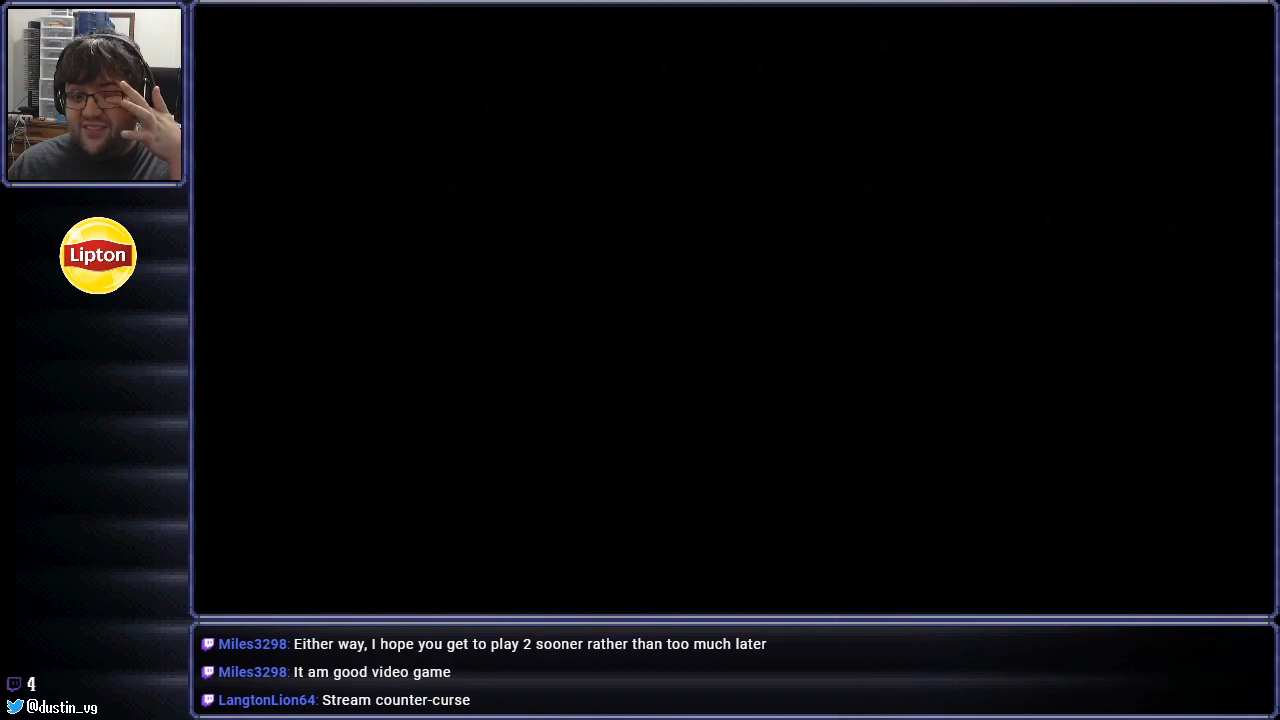 Lipton
Miles3298: Either way, I hope you get to play 2 sooner rather than too much later
Miles3298: It am good video game
LangtonLion64: Stream counter-curse
4
@dustin_vg